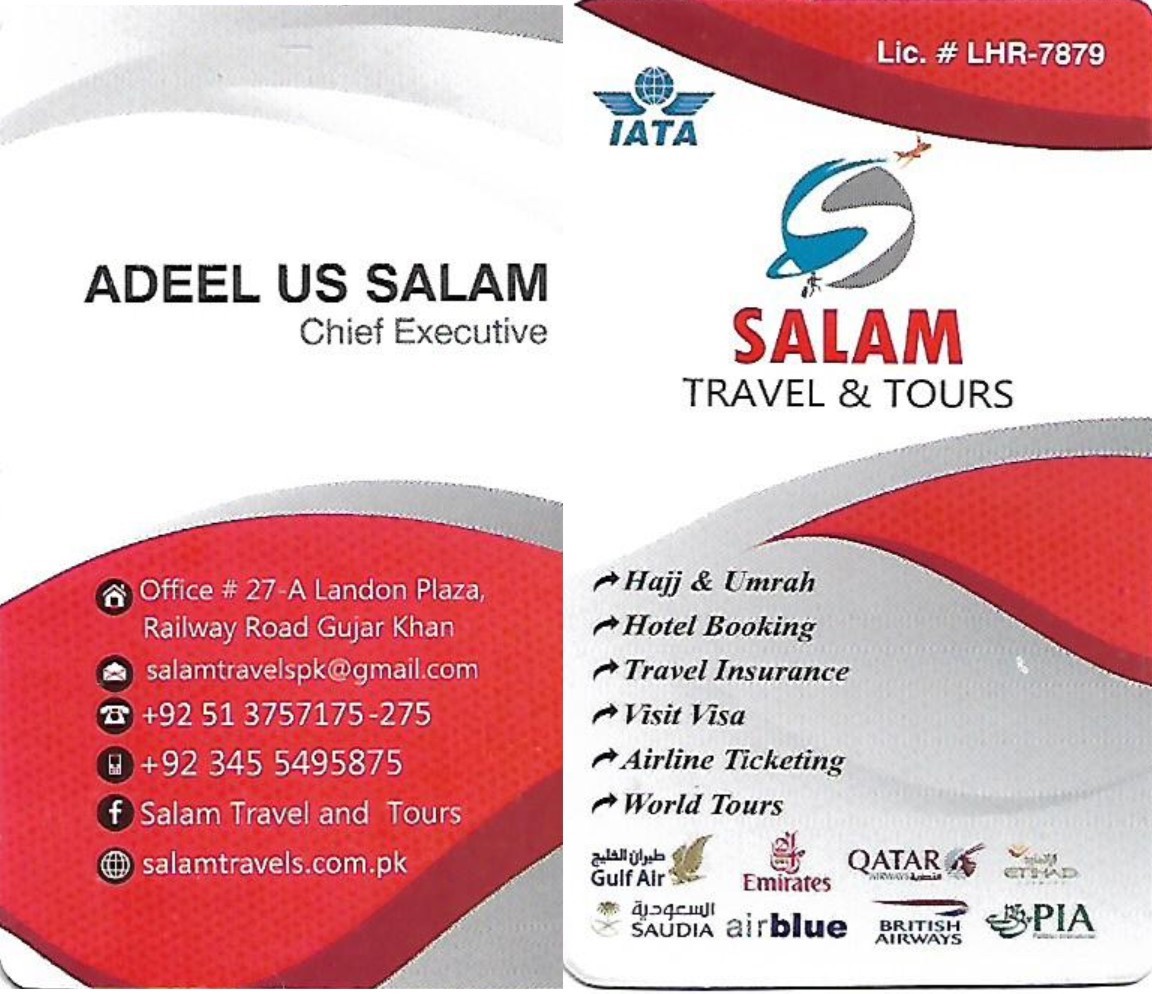 ADEEL US SALAM
Chief Executive
Office # 27-A Landon Plaza,
Railway Road Gujar Khan
salamtravelspk@gmail.com
+92 51 3757175-275
+92 345 5495875
f
Salam Travel and Tours
salamtravels.com.pk
Lic. # LHR-7879
IATA
SALAM
TRAVEL & TOURS
Hajj & Umrah
Hotel Booking
Travel Insurance
Visit Visa
Airline Ticketing
World Tours
طيران الخليج
Gulf Air
Emirates
QATAR
AIRWAYS القطرية
ETIHAD
السعودية
SAUDIA
airblue
BRITISH
AIRWAYS
PIA